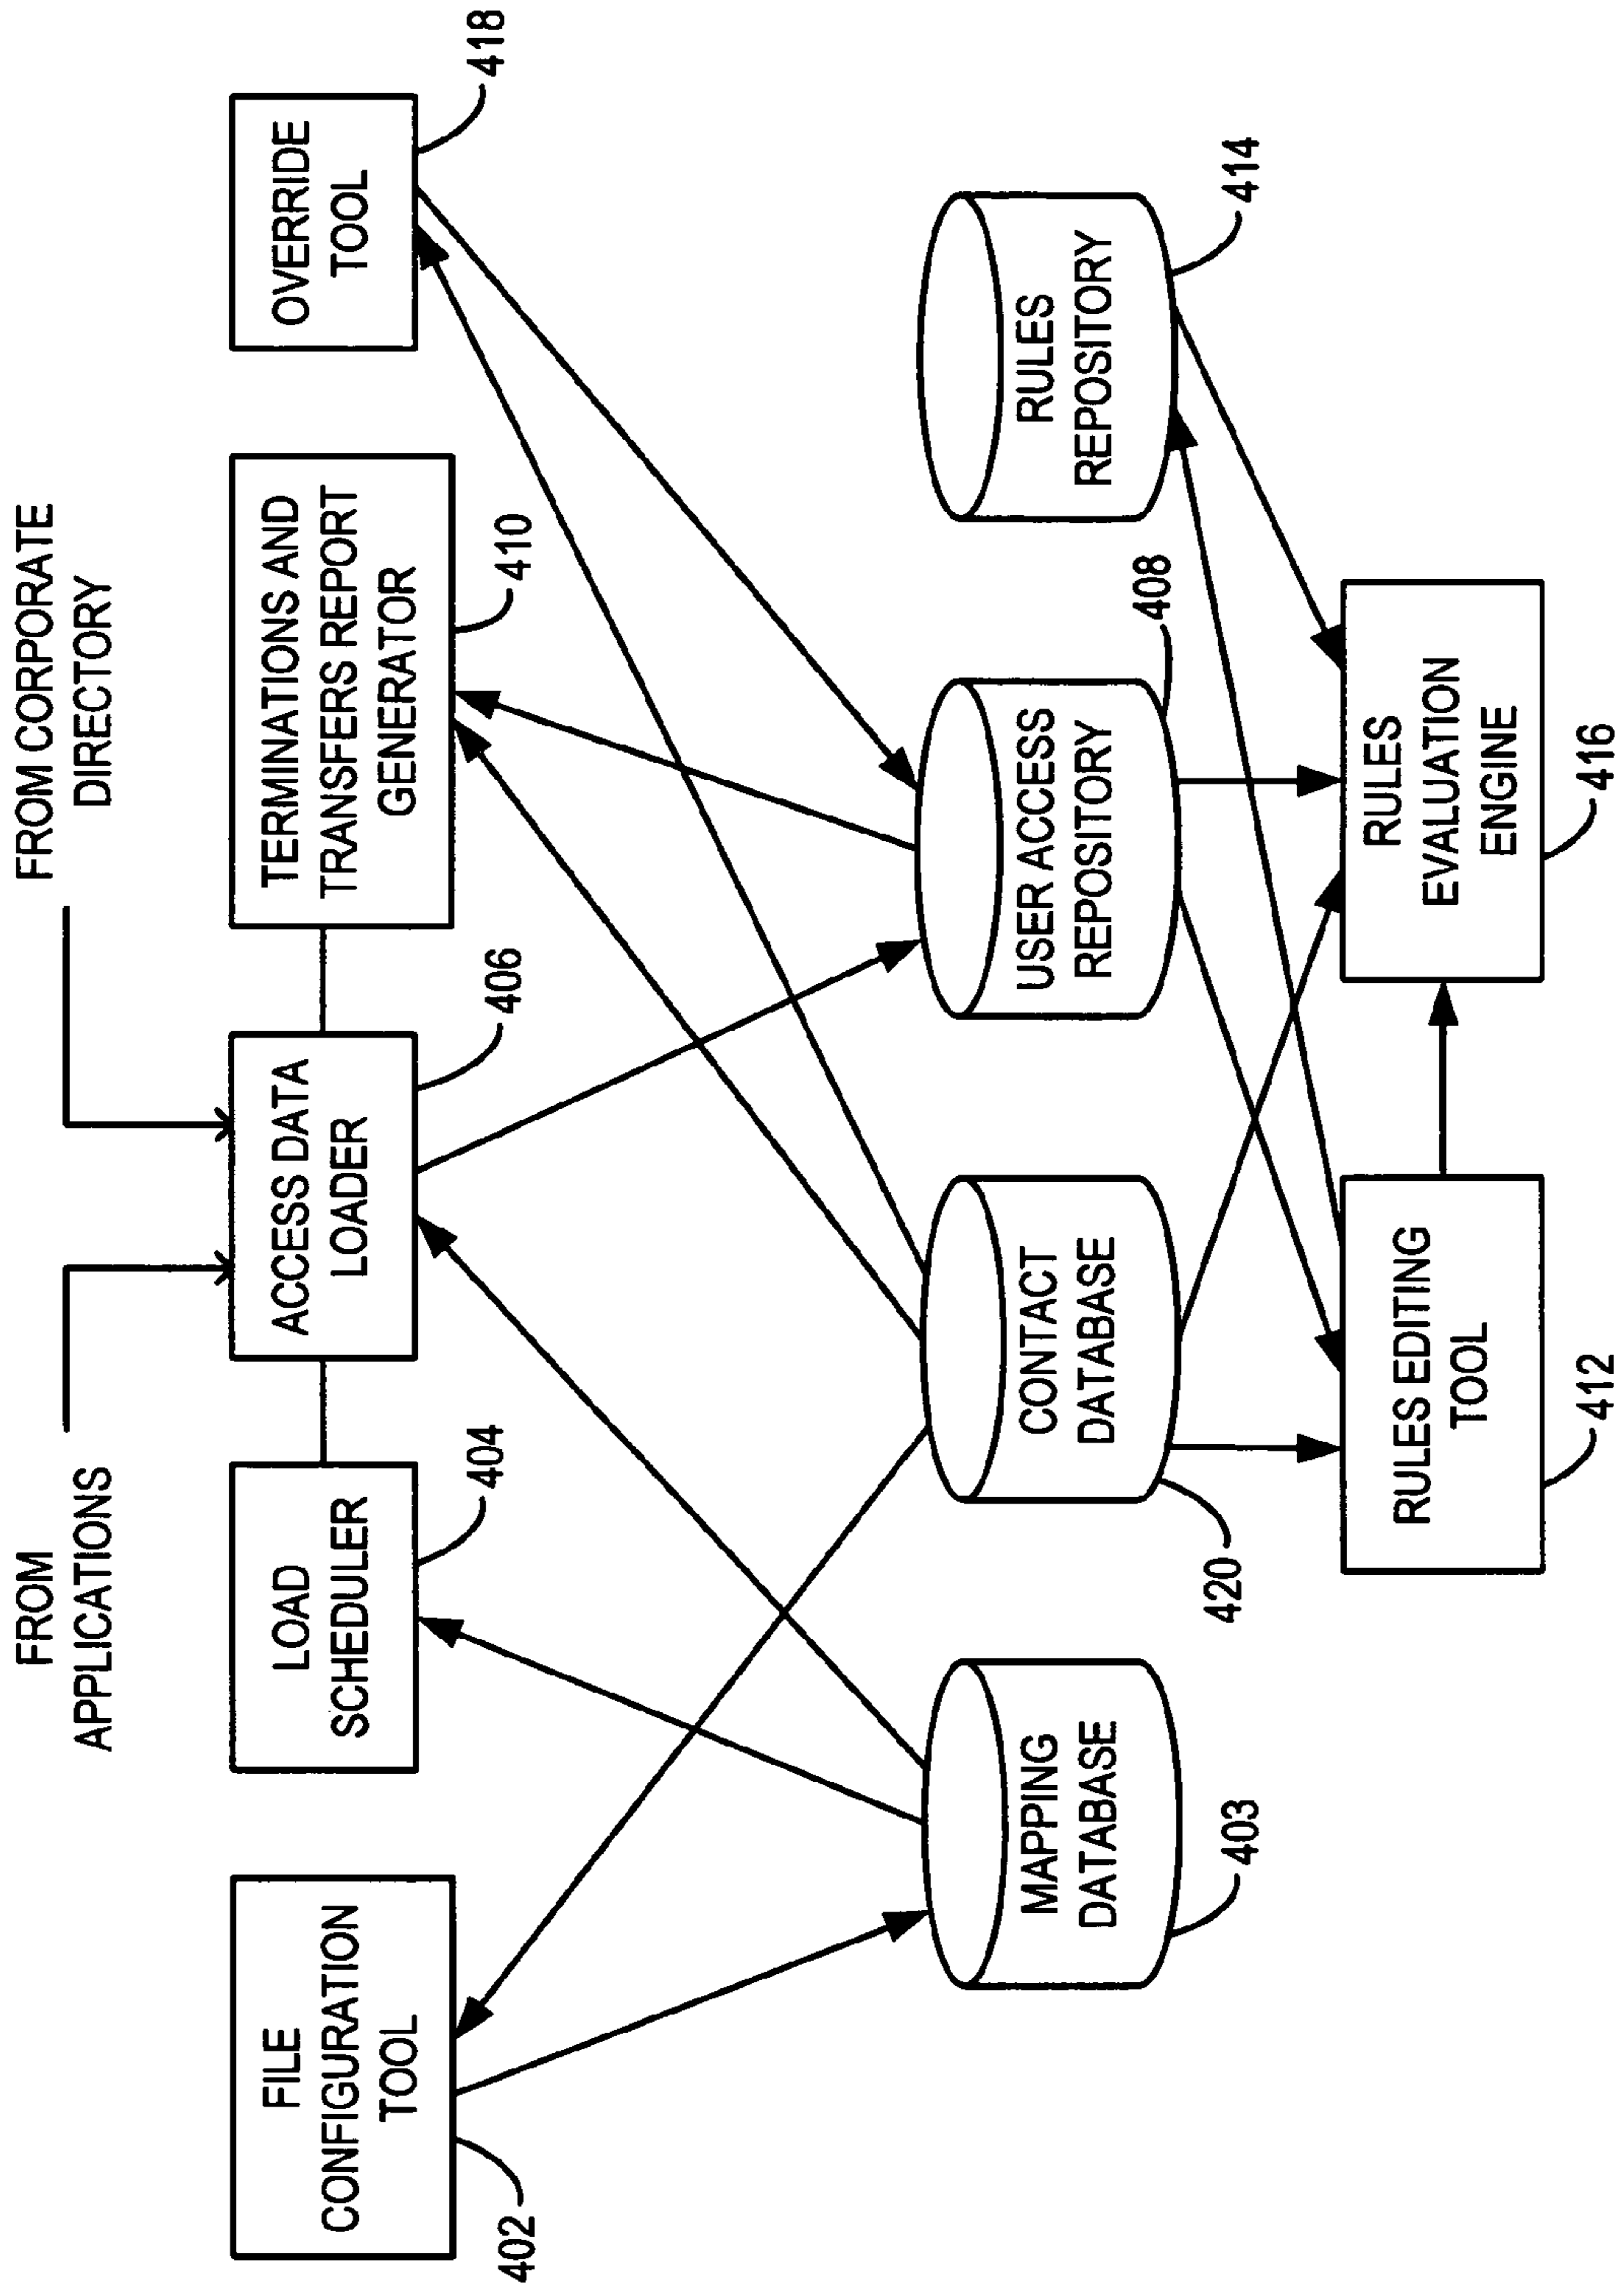 FROM
APPLICATIONS
FROM CORPORATE
DIRECTORY
FILE
CONFIGURATION
TOOL
402
LOAD
SCHEDULER
404
ACCESS DATA
LOADER
406
TERMINATIONS AND
TRANSFERS REPORT
GENERATOR
410
OVERRIDE
TOOL
418
MAPPING
DATABASE
403
CONTACT
DATABASE
420
USER ACCESS
REPOSITORY
408
RULES
REPOSITORY
414
RULES EDITING
TOOL
412
RULES
EVALUATION
ENGINE
416